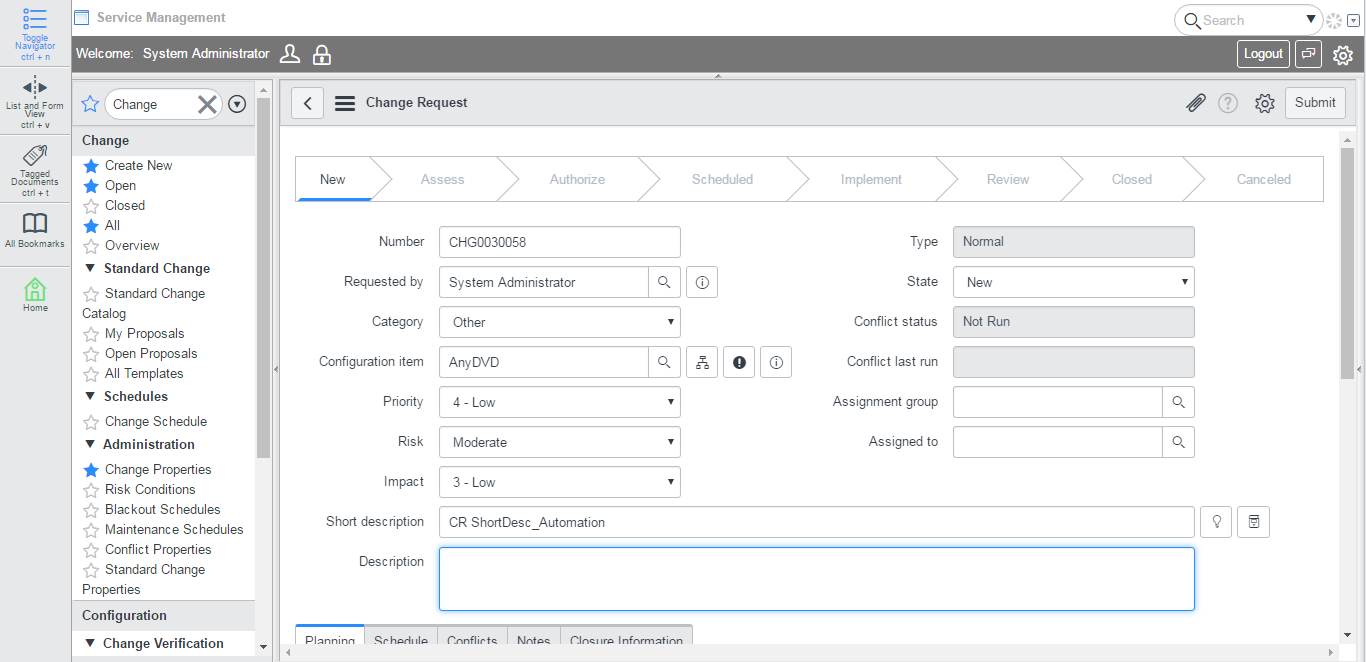 Toggle
Navigator
ctrl + n
List and Form
View
ctrl + v
Tagged
Documents
ctrl + t
All Bookmarks
Home
Service Management
Search
Welcome: System Administrator
Logout
Change
Change
Create New
Open
Closed
All
Overview
Standard Change
Standard Change
Catalog
My Proposals
Open Proposals
All Templates
Schedules
Change Schedule
Administration
Change Properties
Risk Conditions
Blackout Schedules
Maintenance Schedules
Conflict Properties
Standard Change
Properties
Configuration
Change Verification
Change Request
Submit
New Assess Authorize Scheduled Implement Review Closed Canceled
Number CHG0030058
Type Normal
Requested by System Administrator
State New
Category Other
Conflict status Not Run
Configuration item AnyDVD
Conflict last run
Priority 4 - Low
Assignment group
Risk Moderate
Assigned to
Impact 3 - Low
Short description CR ShortDesc_Automation
Description
Planning Schedule Conflicts Notes Closure Information